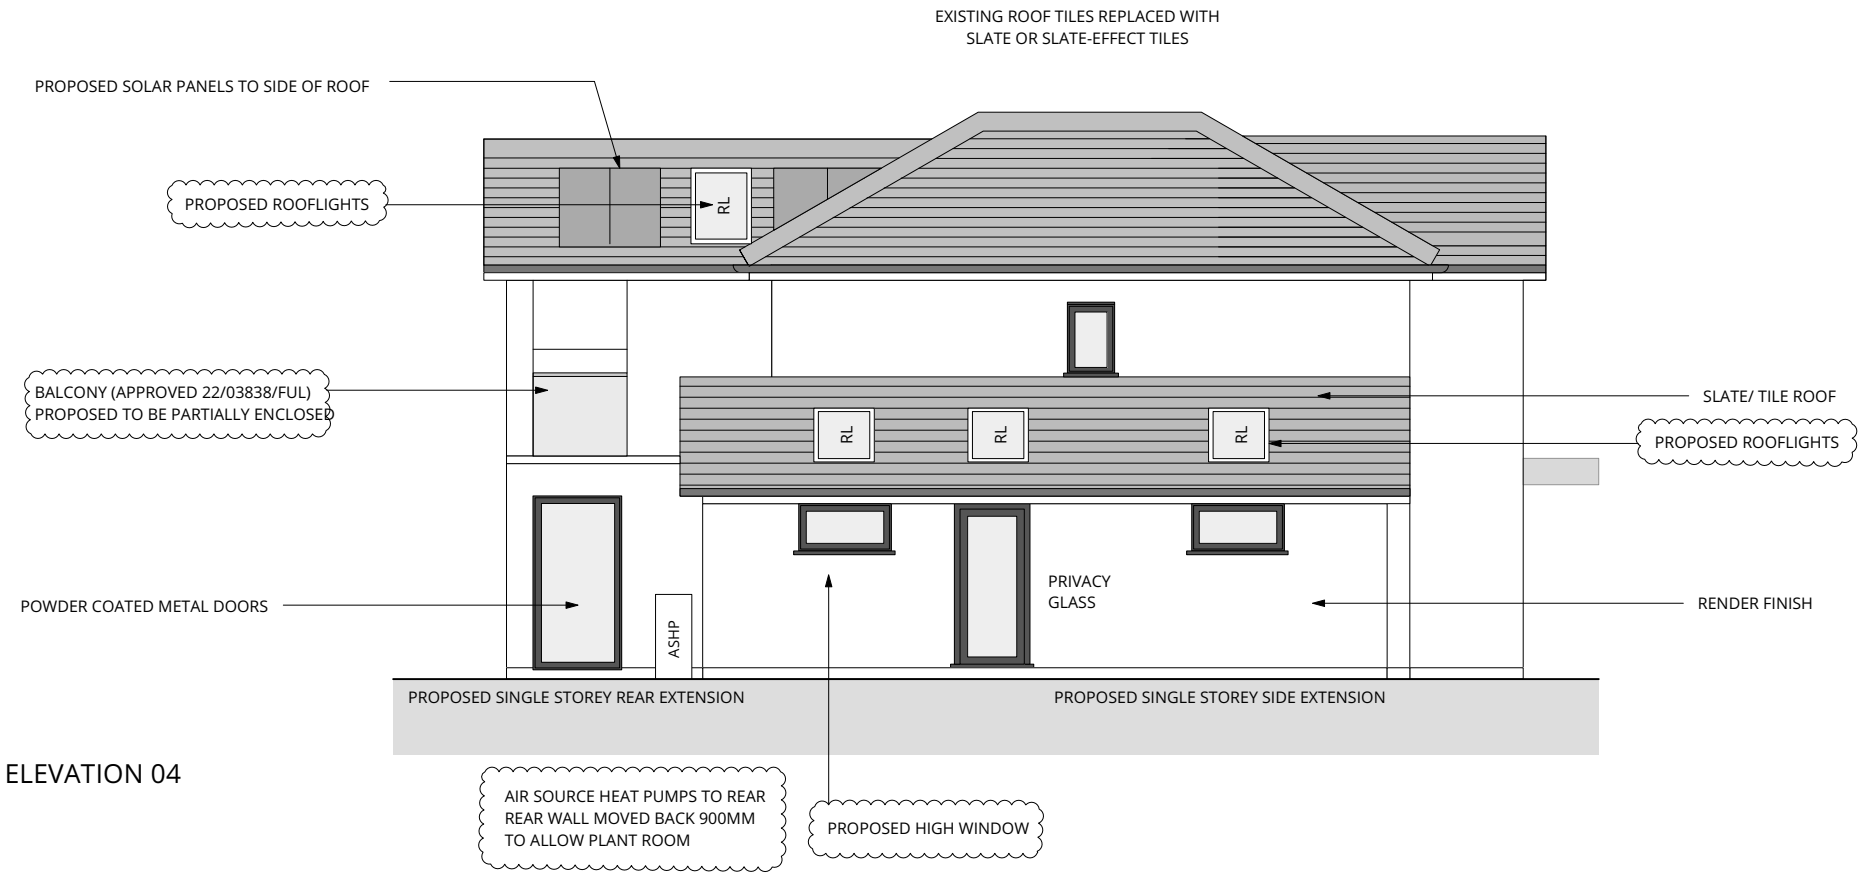 EXISTING ROOF TILES REPLACED WITH
SLATE OR SLATE-EFFECT TILES
PROPOSED SOLAR PANELS TO SIDE OF ROOF
PROPOSED ROOFLIGHTS
RL
BALCONY (APPROVED 22/03838/FUL)
PROPOSED TO BE PARTIALLY ENCLOSED
SLATE/ TILE ROOF
RL
RL
RL
PROPOSED ROOFLIGHTS
POWDER COATED METAL DOORS
ASHP
PRIVACY
GLASS
RENDER FINISH
PROPOSED SINGLE STOREY REAR EXTENSION
PROPOSED SINGLE STOREY SIDE EXTENSION
ELEVATION 04
AIR SOURCE HEAT PUMPS TO REAR
REAR WALL MOVED BACK 900MM
TO ALLOW PLANT ROOM
PROPOSED HIGH WINDOW